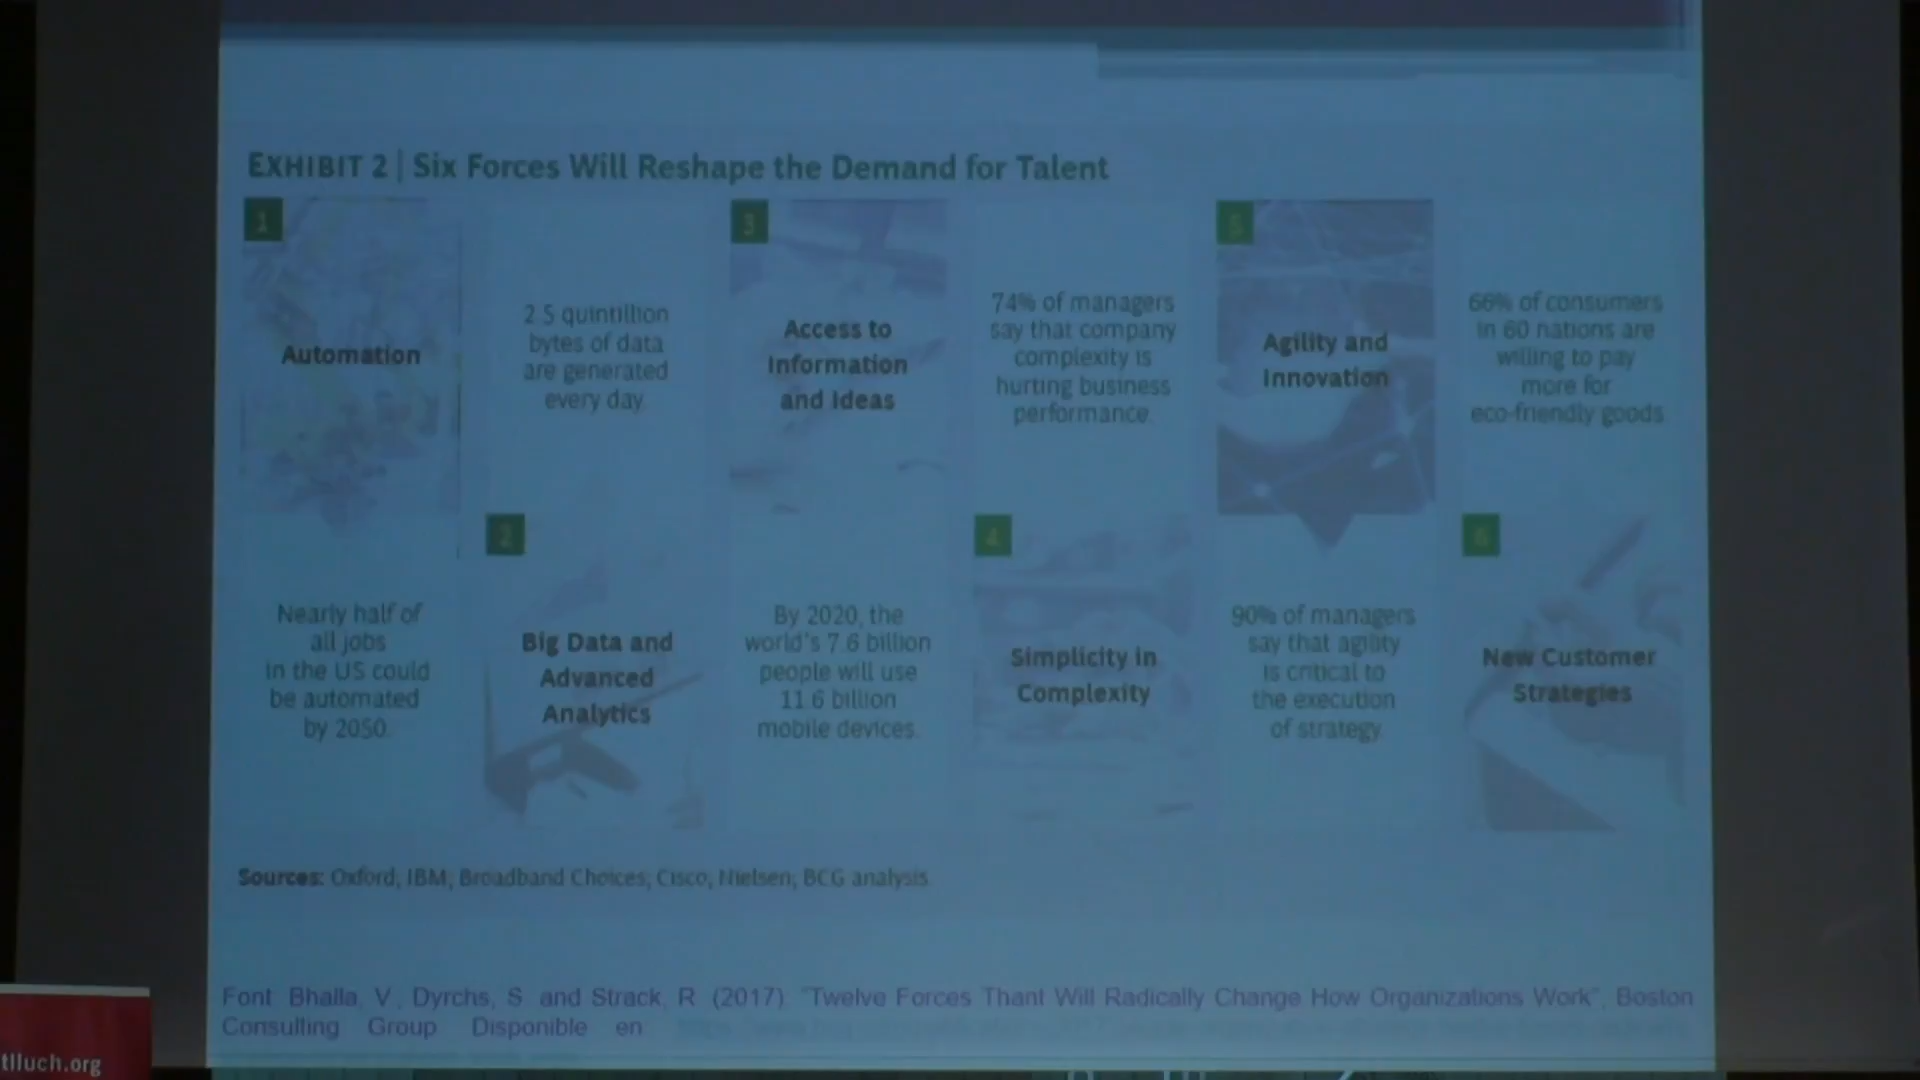 EXHIBIT 2 | Six Forces Will Reshape the Demand for Talent
1
Automation
Nearly half of
all jobs
in the US could
be automated
by 2050.
2.5 quintillion
bytes of data
are generated
every day.
2
Big Data and
Advanced
Analytics
3
Access to
Information
and Ideas
By 2020, the
world's 7.6 billion
people will use
11.6 billion
mobile devices.
74% of managers
say that company
complexity is
hurting business
performance.
4
Simplicity in
Complexity
5
Agility and
Innovation
90% of managers
say that agility
is critical to
the execution
of strategy.
66% of consumers
in 60 nations are
willing to pay
more for
eco-friendly goods.
6
New Customer
Strategies
Sources: Oxford; IBM; Broadband Choices; Cisco; Nielsen; BCG analysis.
Font: Bhalla, V., Dyrchs, S. and Strack, R. (2017). "Twelve Forces Thant Will Radically Change How Organizations Work", Boston
Consulting Group Disponible en
tlluch.org